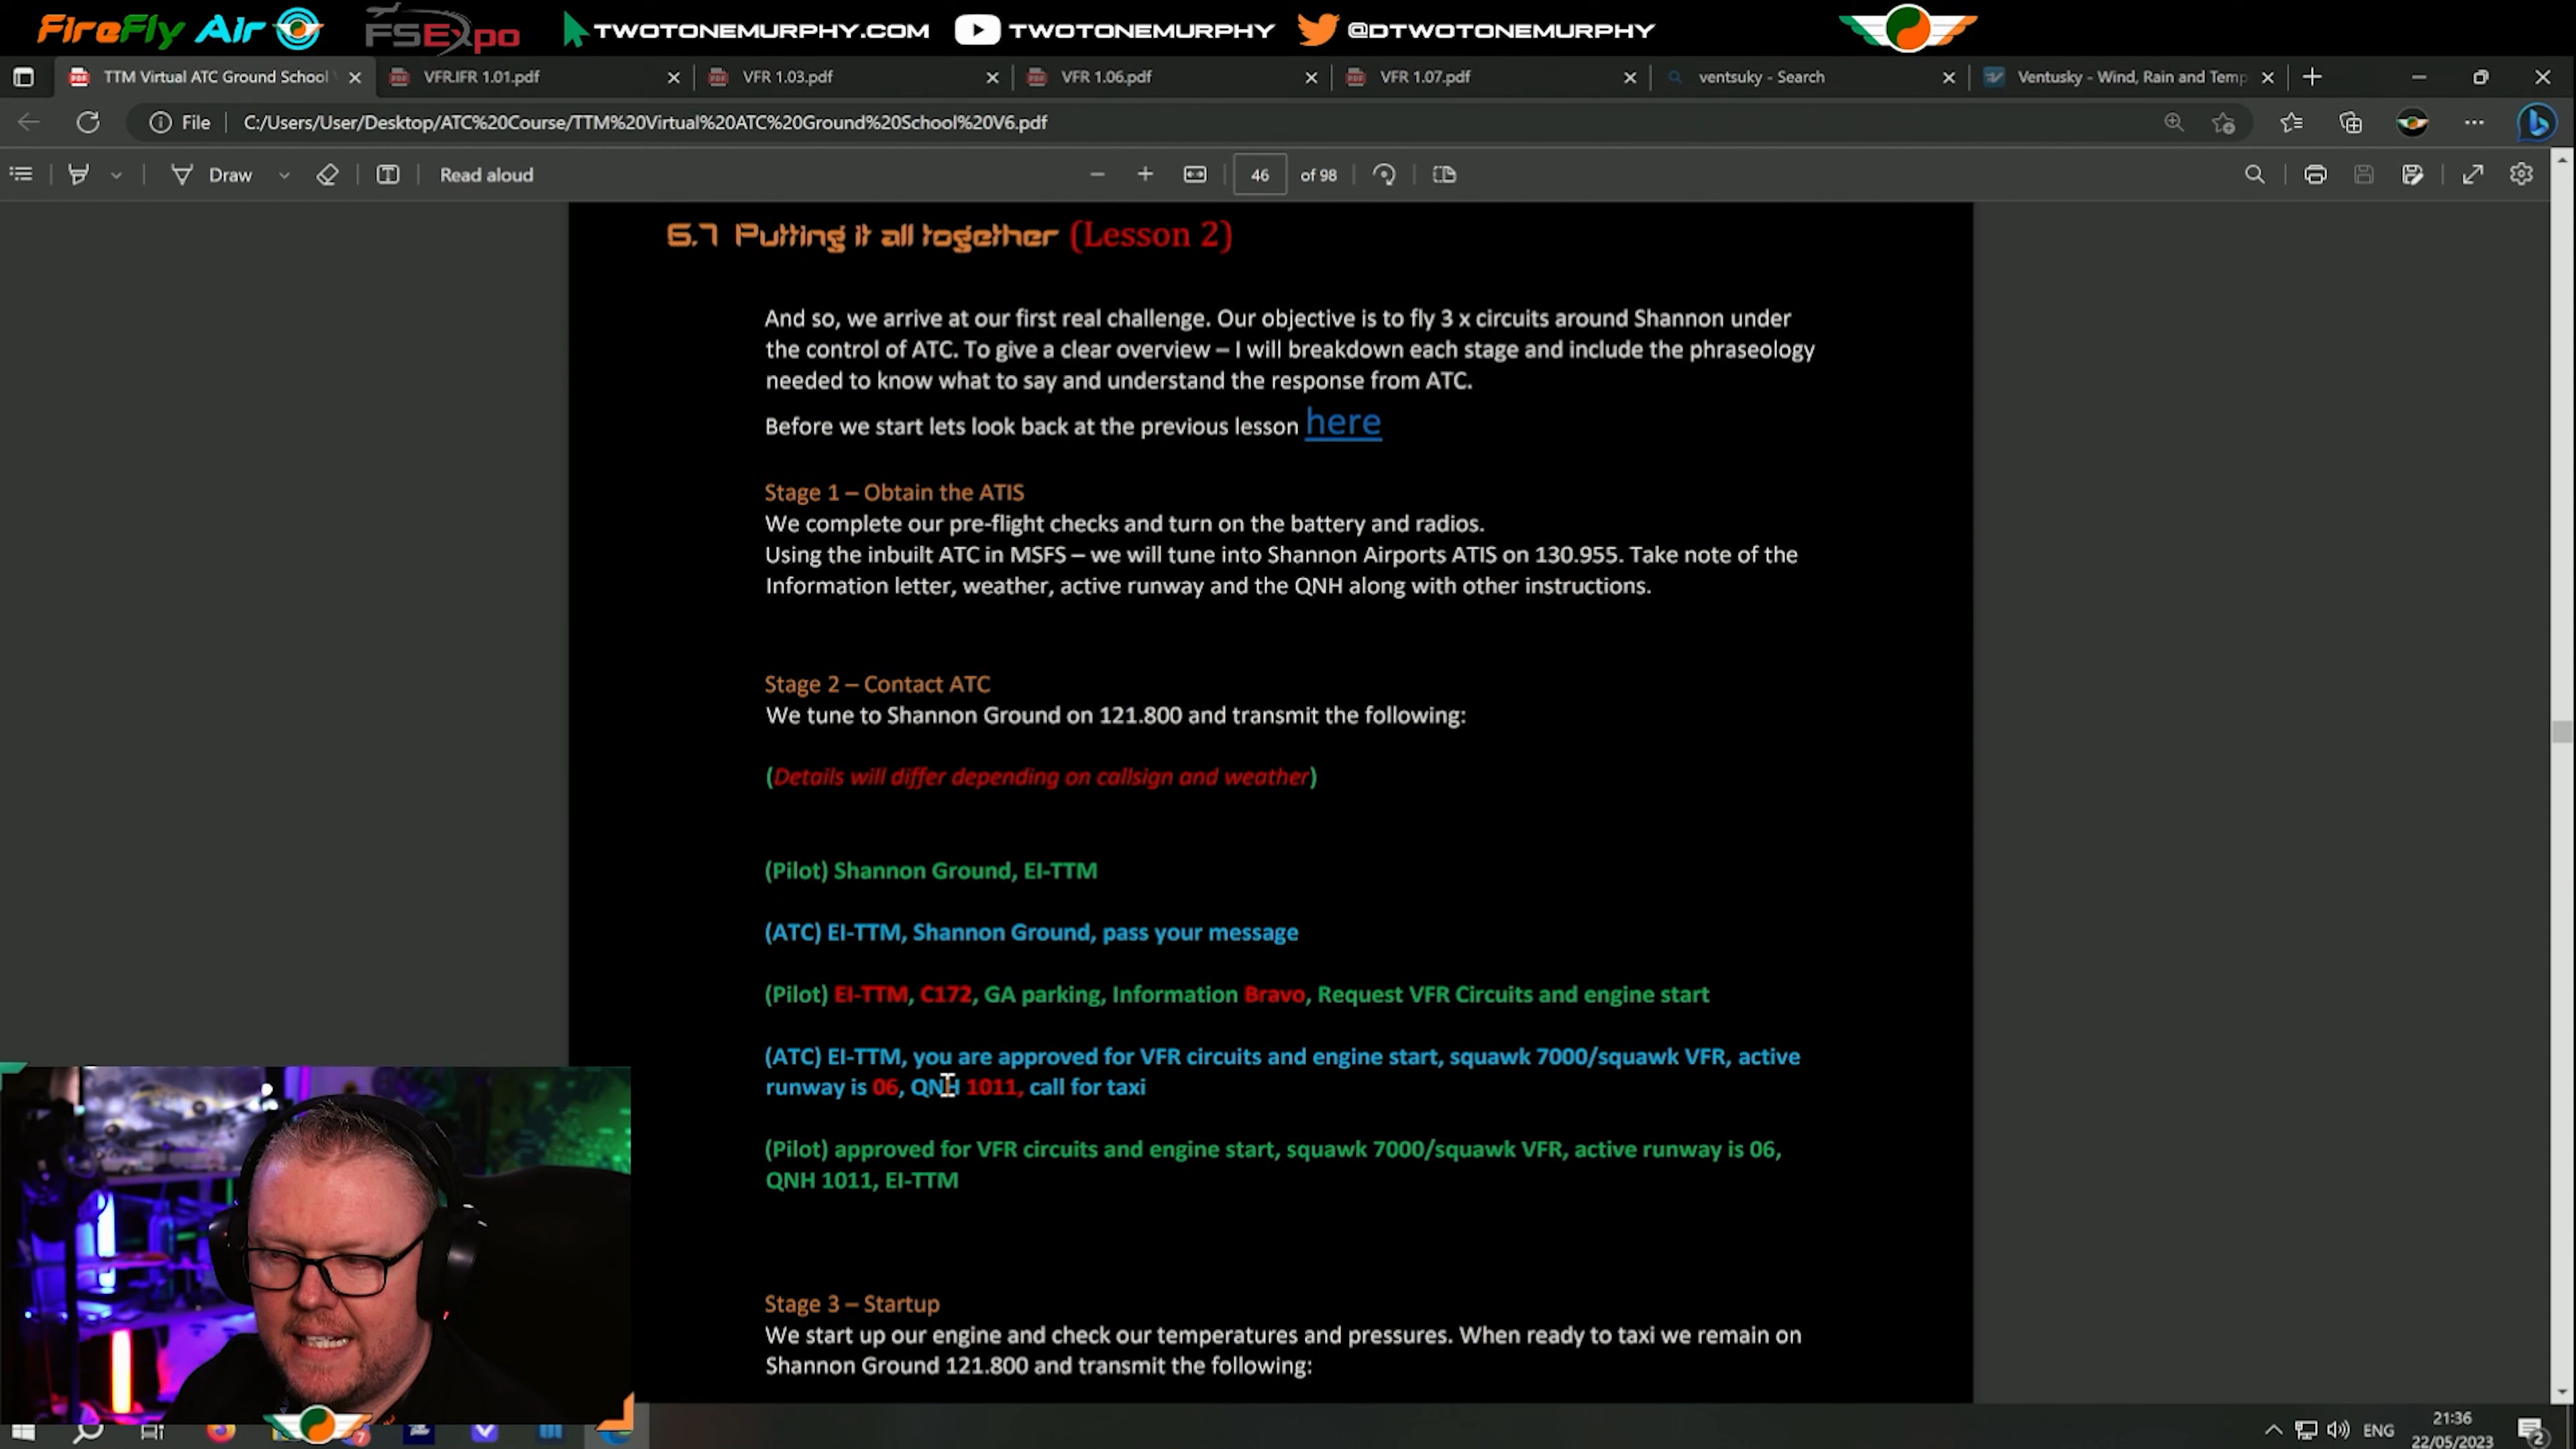 FireFly Air FSExpo TWOTONEMURPHY.COM TWOTONEMURPHY @DTWOTONEMURPHY
TTM Virtual ATC Ground School VFR.IFR 1.01.pdf VFR 1.03.pdf VFR 1.06.pdf VFR 1.07.pdf ventsuky - Search Ventusky - Wind, Rain and Temp
File C:/Users/User/Desktop/ATC%20Course/TTM%20Virtual%20ATC%20Ground%20School%20V6.pdf
Draw Read aloud 46 of 98
6.7 Putting it all together (Lesson 2)
And so, we arrive at our first real challenge. Our objective is to fly 3 x circuits around Shannon under
the control of ATC. To give a clear overview – I will breakdown each stage and include the phraseology
needed to know what to say and understand the response from ATC.
Before we start lets look back at the previous lesson here
Stage 1 – Obtain the ATIS
We complete our pre-flight checks and turn on the battery and radios.
Using the inbuilt ATC in MSFS – we will tune into Shannon Airports ATIS on 130.955. Take note of the
Information letter, weather, active runway and the QNH along with other instructions.
Stage 2 – Contact ATC
We tune to Shannon Ground on 121.800 and transmit the following:
(Details will differ depending on callsign and weather)
(Pilot) Shannon Ground, EI-TTM
(ATC) EI-TTM, Shannon Ground, pass your message
(Pilot) EI-TTM, C172, GA parking, Information Bravo, Request VFR Circuits and engine start
(ATC) EI-TTM, you are approved for VFR circuits and engine start, squawk 7000/squawk VFR, active
runway is 06, QNH 1011, call for taxi
(Pilot) approved for VFR circuits and engine start, squawk 7000/squawk VFR, active runway is 06,
QNH 1011, EI-TTM
Stage 3 – Startup
We start up our engine and check our temperatures and pressures. When ready to taxi we remain on
Shannon Ground 121.800 and transmit the following:
7
ENG
21:36
22/05/2023
2